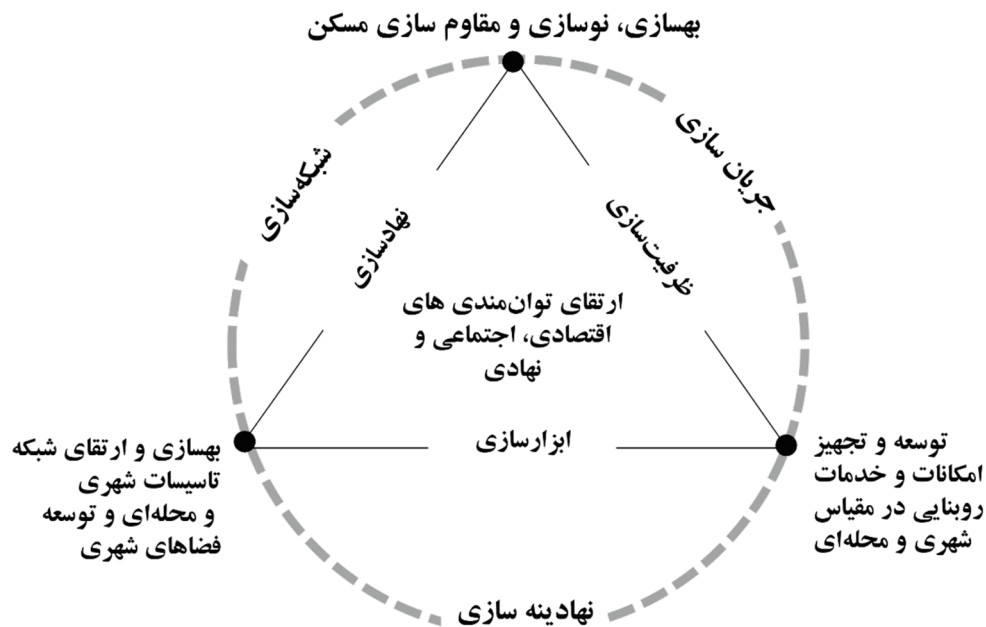 بهسازی، نوسازی و مقاوم سازی مسکن
جریان سازی
شبکه‌سازی
ظرفیت‌سازی
نهادسازی
ارتقای توان‌مندی های
اقتصادی، اجتماعی و
نهادی
ابزارسازی
توسعه و تجهیز
امکانات و خدمات
روبنایی در مقیاس
شهری و محله‌ای
بهسازی و ارتقای شبکه
تاسیسات شهری
و محله‌ای و توسعه
فضاهای شهری
نهادینه سازی